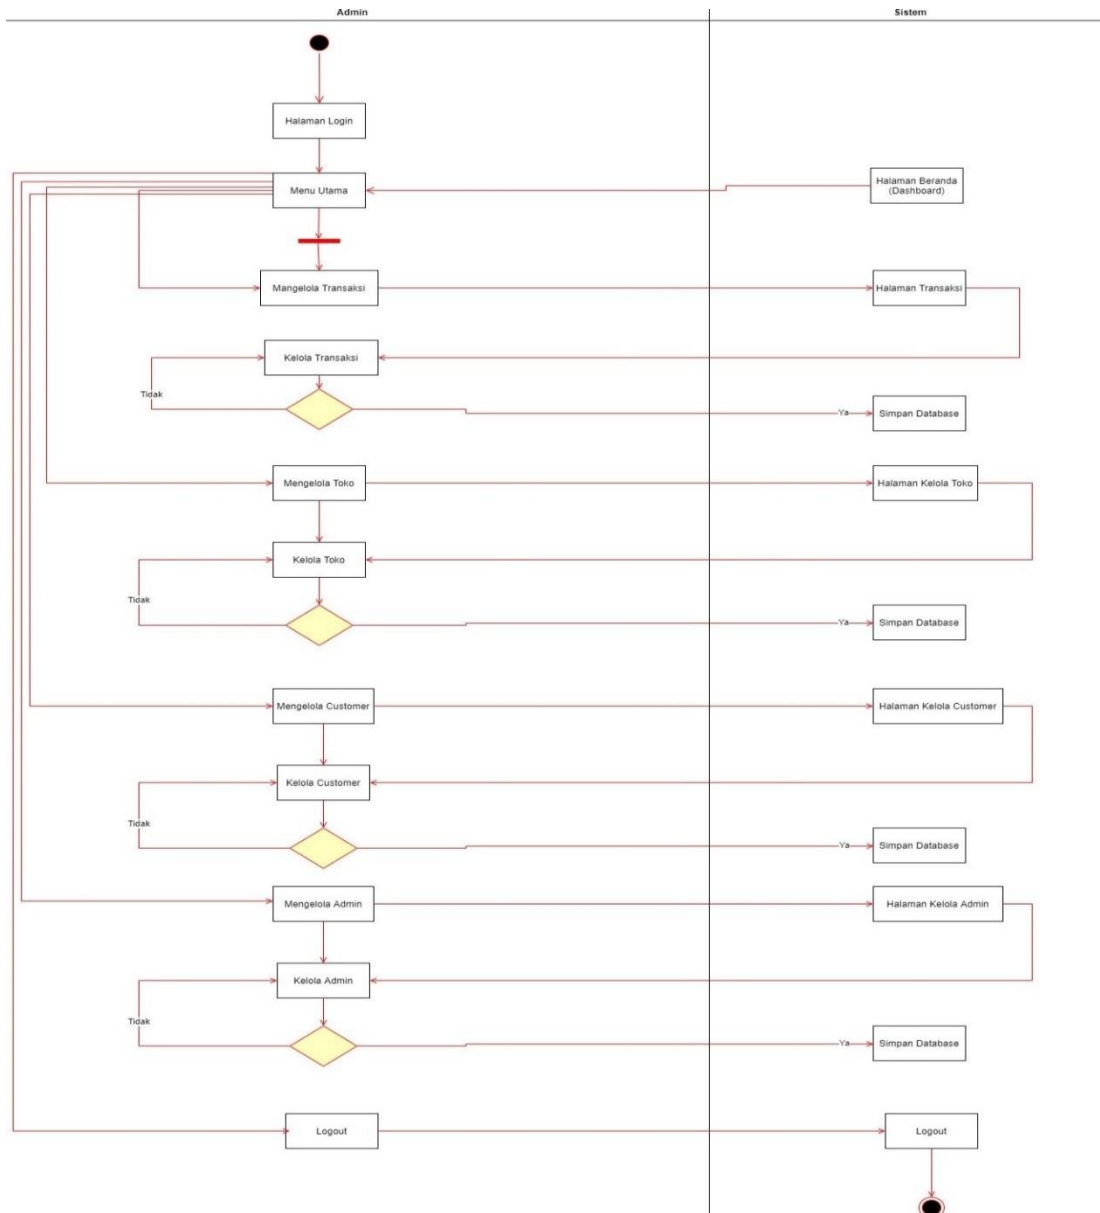 Admin
Sistem
Halaman Login
Menu Utama
Halaman Beranda
(Dashboard)
Mangelola Transaksi
Halaman Transaksi
Kelola Transaksi
Tidak
Ya
Simpan Database
Mengelola Toko
Halaman Kelola Toko
Kelola Toko
Tidak
Ya
Simpan Database
Mengelola Customer
Halaman Kelola Customer
Kelola Customer
Tidak
Ya
Simpan Database
Mengelola Admin
Halaman Kelola Admin
Kelola Admin
Tidak
Ya
Simpan Database
Logout
Logout